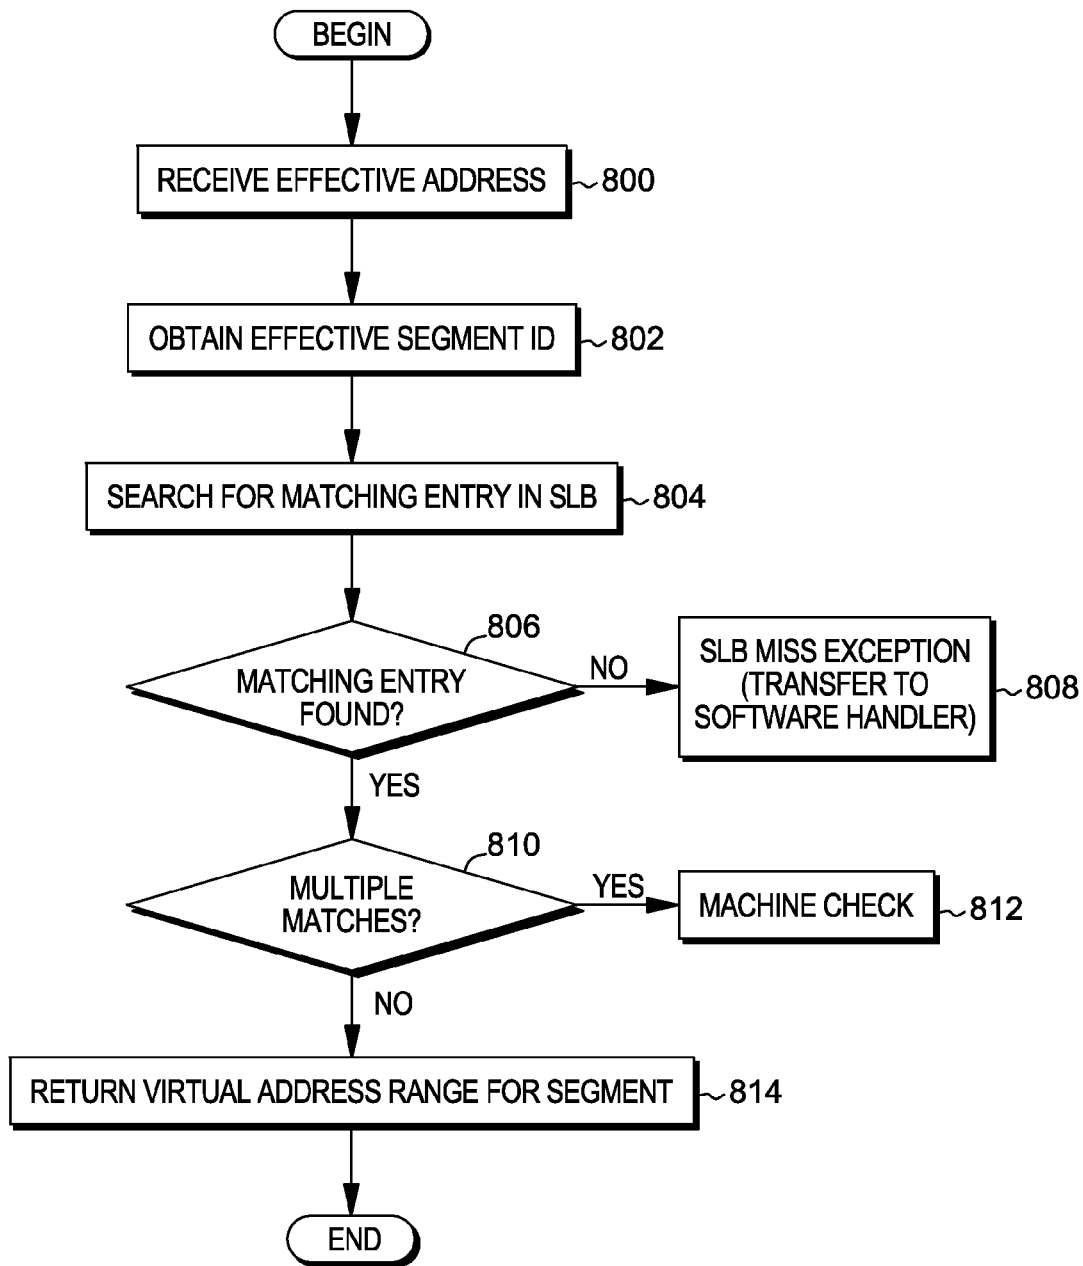 BEGIN
RECEIVE EFFECTIVE ADDRESS
800
OBTAIN EFFECTIVE SEGMENT ID
802
SEARCH FOR MATCHING ENTRY IN SLB
804
806
MATCHING ENTRY
FOUND?
NO
SLB MISS EXCEPTION
(TRANSFER TO
SOFTWARE HANDLER)
808
YES
810
MULTIPLE
MATCHES?
YES
MACHINE CHECK
812
NO
RETURN VIRTUAL ADDRESS RANGE FOR SEGMENT
814
END